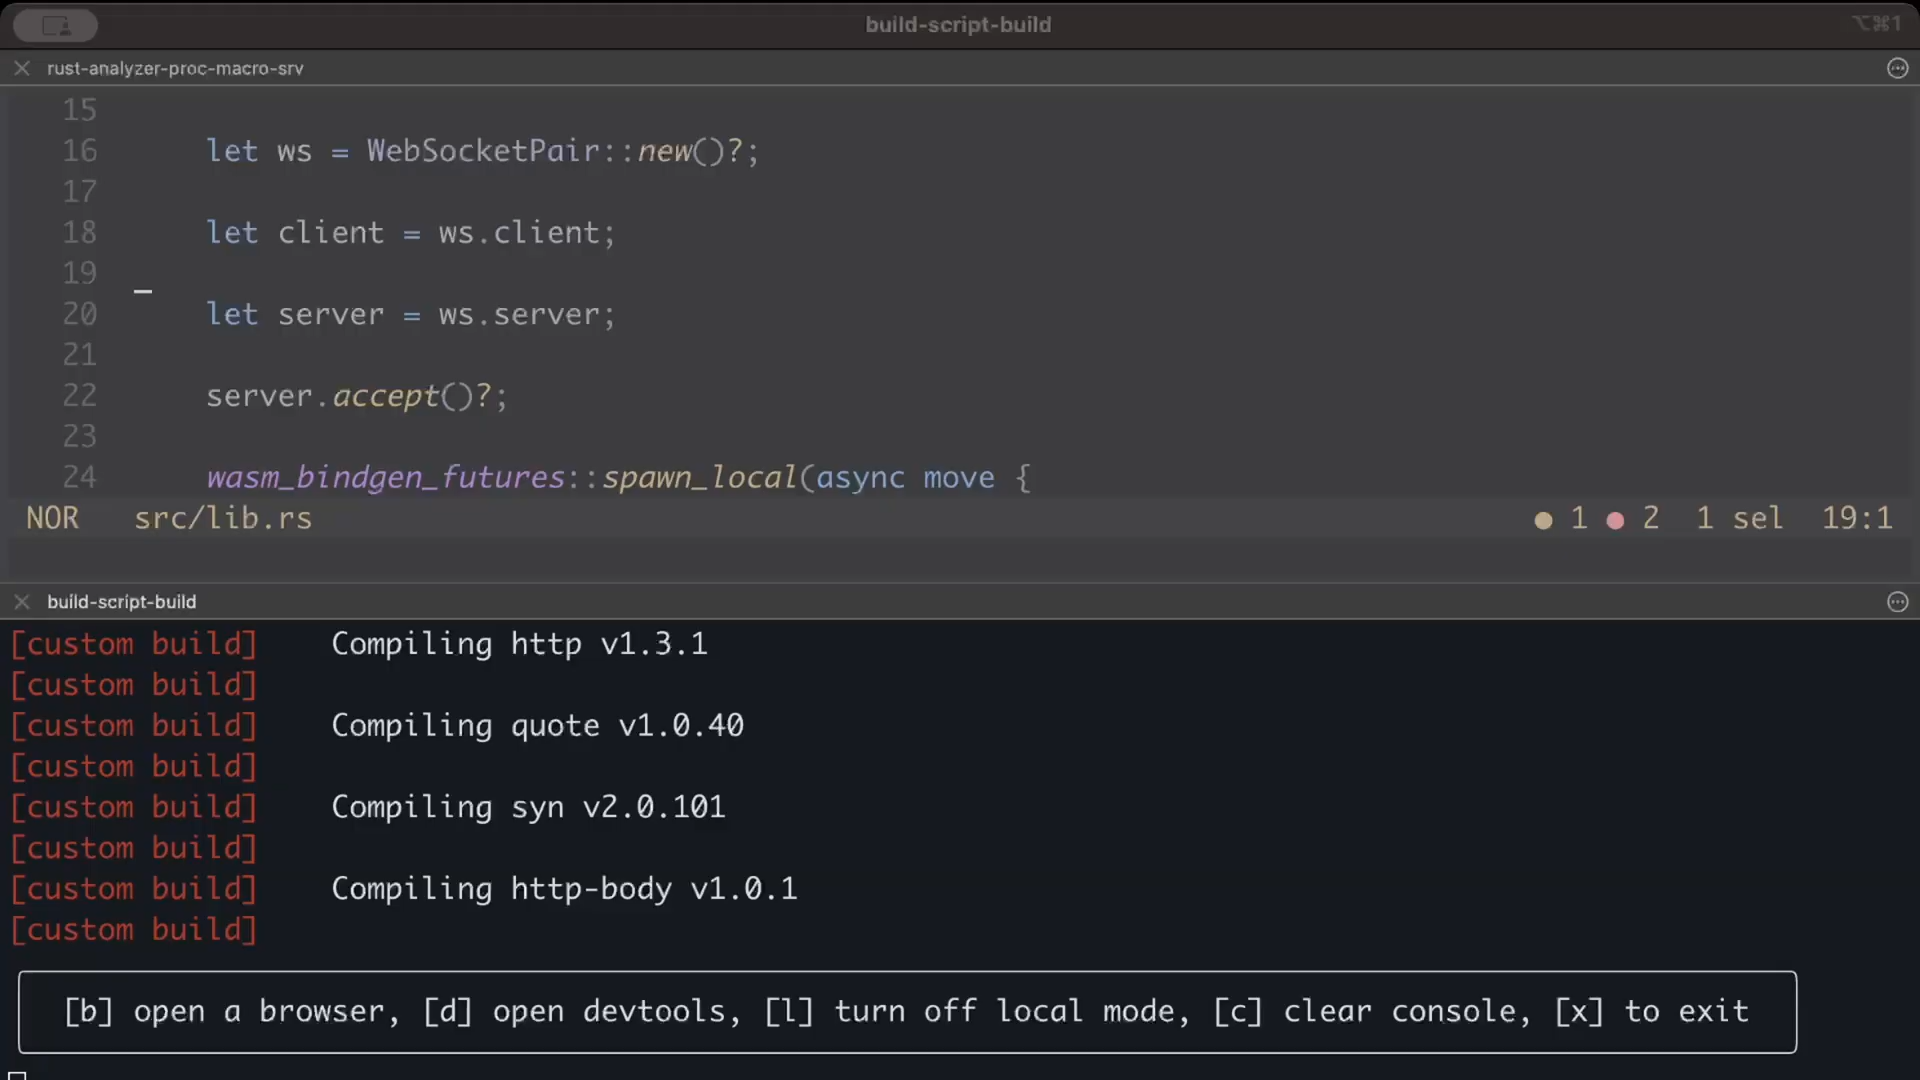 build-script-build
⌥⌘1
rust-analyzer-proc-macro-srv
15
16 let ws = WebSocketPair::new()?;
17
18 let client = ws.client;
19
20 let server = ws.server;
21
22 server.accept()?;
23
24 wasm_bindgen_futures::spawn_local(async move {
NOR src/lib.rs ● 1 ● 2 1 sel 19:1
build-script-build
[custom build] Compiling http v1.3.1
[custom build]
[custom build] Compiling quote v1.0.40
[custom build]
[custom build] Compiling syn v2.0.101
[custom build]
[custom build] Compiling http-body v1.0.1
[custom build]
[b] open a browser, [d] open devtools, [l] turn off local mode, [c] clear console, [x] to exit